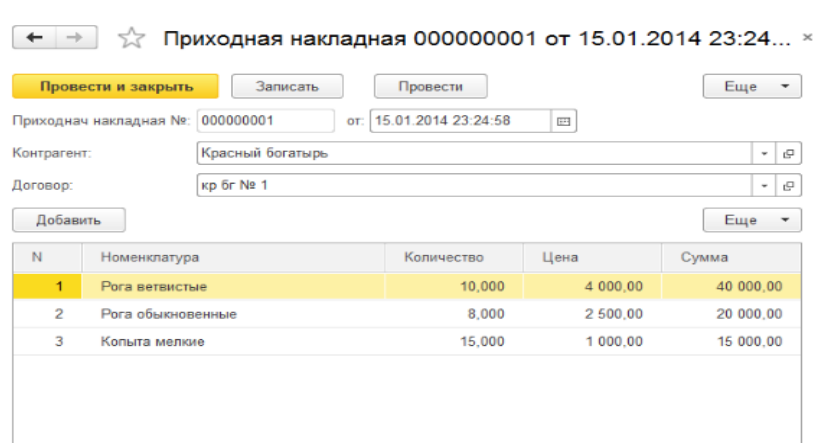 Приходная накладная 000000001 от 15.01.2014 23:24... ×
Провести и закрыть Записать Провести Еще
Приходнач накладная №: 000000001 от: 15.01.2014 23:24:58
Контрагент: Красный богатырь
Договор: кр бг № 1
Добавить Еще
N Номенклатура Количество Цена Сумма
1 Рога ветвистые 10,000 4 000,00 40 000,00
2 Рога обыкновенные 8,000 2 500,00 20 000,00
3 Копыта мелкие 15,000 1 000,00 15 000,00